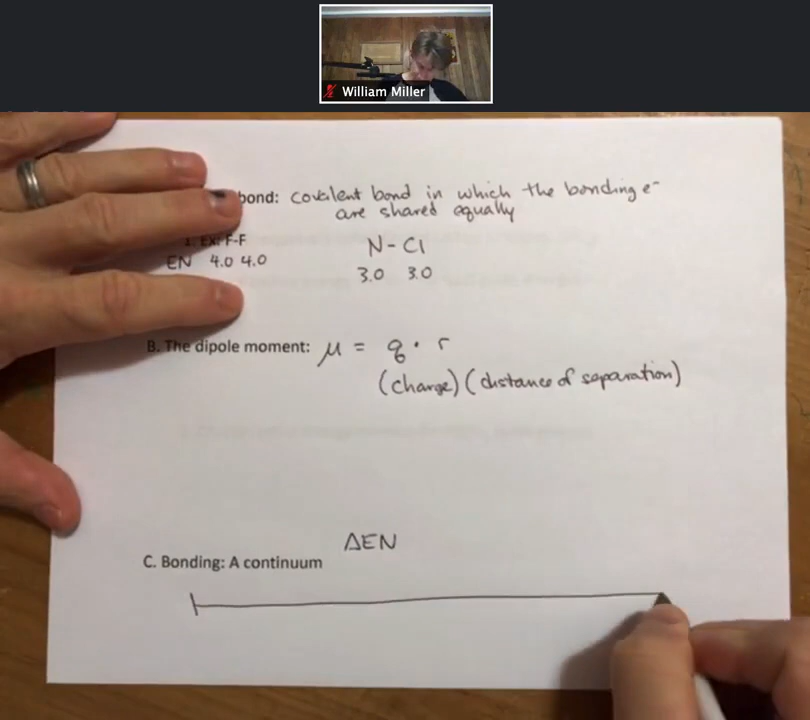 William Miller
bond: covalent bond in which the bonding e⁻
are shared equally
1. Ex: F-F
N-Cl
EN 4.0 4.0
3.0 3.0
B. The dipole moment: μ = q · r
(charge) (distance of separation)
ΔEN
C. Bonding: A continuum